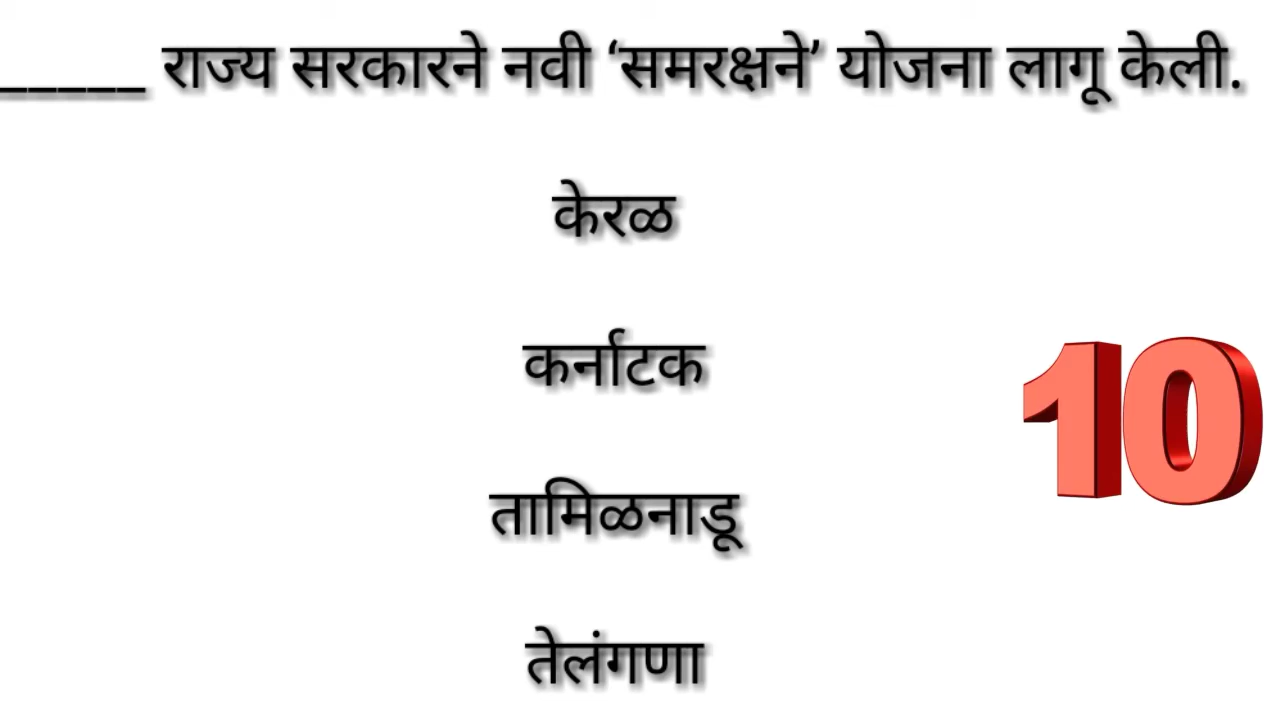 _____ राज्य सरकारने नवी ‘समरक्षने’ योजना लागू केली.
केरळ
कर्नाटक
10
तामिळनाडू
तेलंगणा